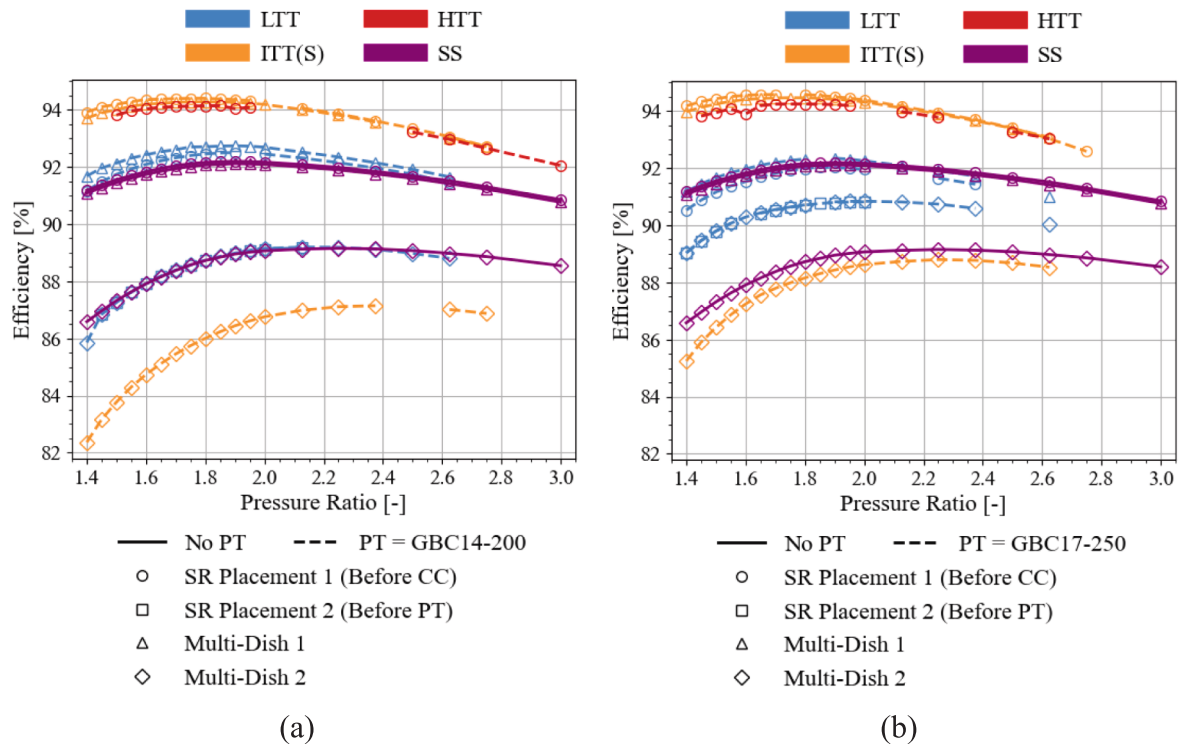 LTT HTT
ITT(S) SS
94
92
90
88
86
84
82
Efficiency [%]
1.4 1.6 1.8 2.0 2.2 2.4 2.6 2.8 3.0
Pressure Ratio [-]
No PT PT = GBC14-200
SR Placement 1 (Before CC)
SR Placement 2 (Before PT)
Multi-Dish 1
Multi-Dish 2
(a)
LTT HTT
ITT(S) SS
94
92
90
88
86
84
82
Efficiency [%]
1.4 1.6 1.8 2.0 2.2 2.4 2.6 2.8 3.0
Pressure Ratio [-]
No PT PT = GBC17-250
SR Placement 1 (Before CC)
SR Placement 2 (Before PT)
Multi-Dish 1
Multi-Dish 2
(b)